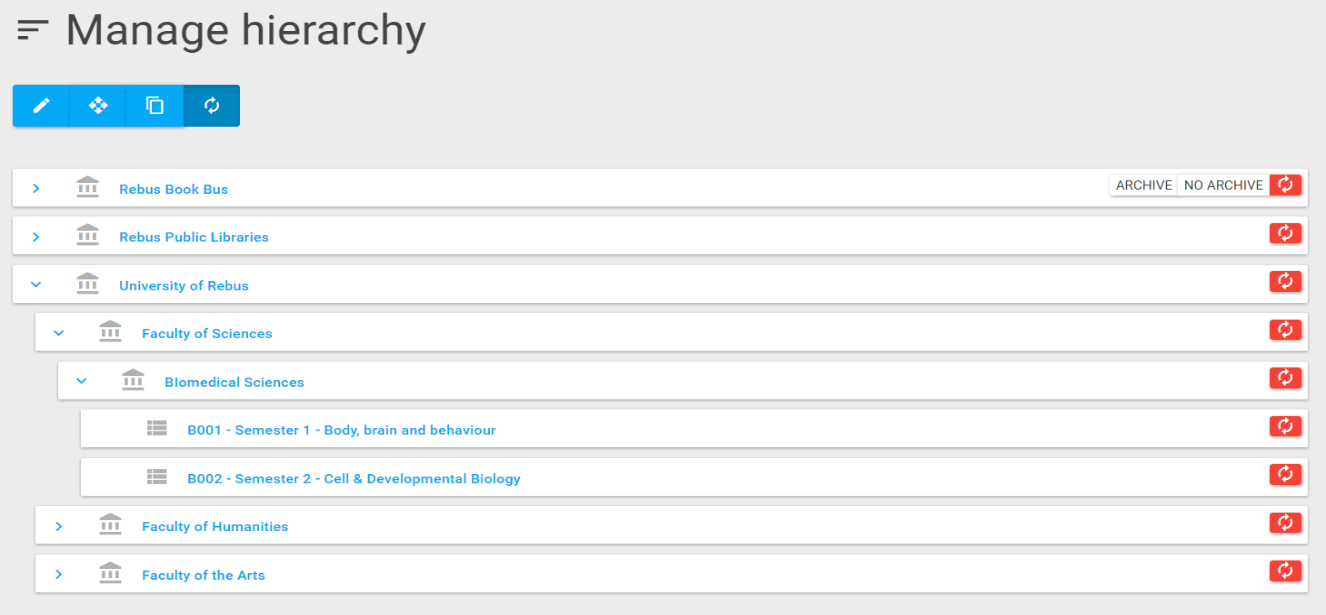 Manage hierarchy
Rebus Book Bus ARCHIVE NO ARCHIVE
Rebus Public Libraries
University of Rebus
Faculty of Sciences
BIomedical Sciences
B001 - Semester 1 - Body, brain and behaviour
B002 - Semester 2 - Cell & Developmental Biology
Faculty of Humanities
Faculty of the Arts